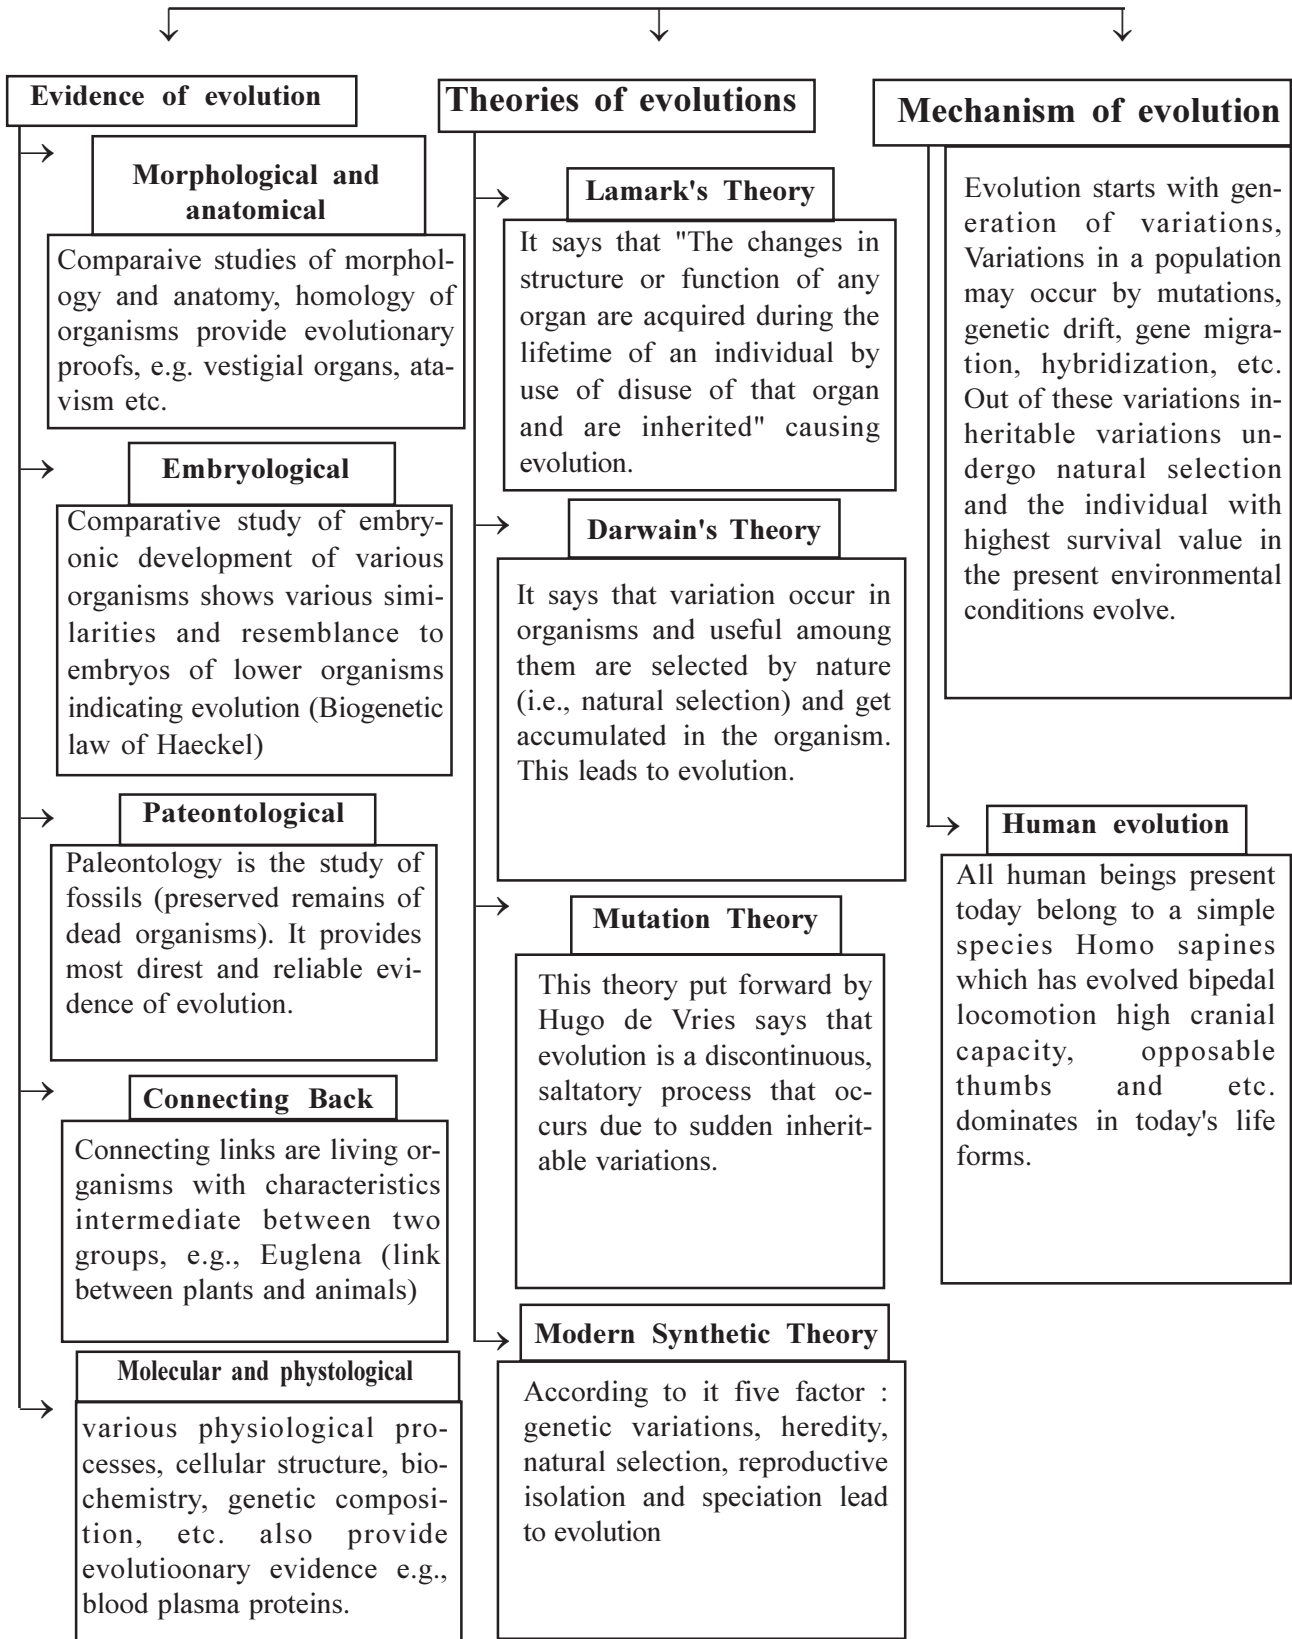 Evidence of evolution
Morphological and
anatomical
Comparaive studies of morphol-
ogy and anatomy, homology of
organisms provide evolutionary
proofs, e.g. vestigial organs, ata-
vism etc.
Embryological
Comparative study of embry-
onic development of various
organisms shows various simi-
larities and resemblance to
embryos of lower organisms
indicating evolution (Biogenetic
law of Haeckel)
Pateontological
Paleontology is the study of
fossils (preserved remains of
dead organisms). It provides
most direst and reliable evi-
dence of evolution.
Connecting Back
Connecting links are living or-
ganisms with characteristics
intermediate between two
groups, e.g., Euglena (link
between plants and animals)
Molecular and phystological
various physiological pro-
cesses, cellular structure, bio-
chemistry, genetic composi-
tion, etc. also provide
evolutioonary evidence e.g.,
blood plasma proteins.
Theories of evolutions
Lamark's Theory
It says that "The changes in
structure or function of any
organ are acquired during the
lifetime of an individual by
use of disuse of that organ
and are inherited" causing
evolution.
Darwain's Theory
It says that variation occur in
organisms and useful amoung
them are selected by nature
(i.e., natural selection) and get
accumulated in the organism.
This leads to evolution.
Mutation Theory
This theory put forward by
Hugo de Vries says that
evolution is a discontinuous,
saltatory process that oc-
curs due to sudden inherit-
able variations.
Modern Synthetic Theory
According to it five factor :
genetic variations, heredity,
natural selection, reproductive
isolation and speciation lead
to evolution
Mechanism of evolution
Evolution starts with gen-
eration of variations,
Variations in a population
may occur by mutations,
genetic drift, gene migra-
tion, hybridization, etc.
Out of these variations in-
heritable variations un-
dergo natural selection
and the individual with
highest survival value in
the present environmental
conditions evolve.
Human evolution
All human beings present
today belong to a simple
species Homo sapines
which has evolved bipedal
locomotion high cranial
capacity, opposable
thumbs and etc.
dominates in today's life
forms.